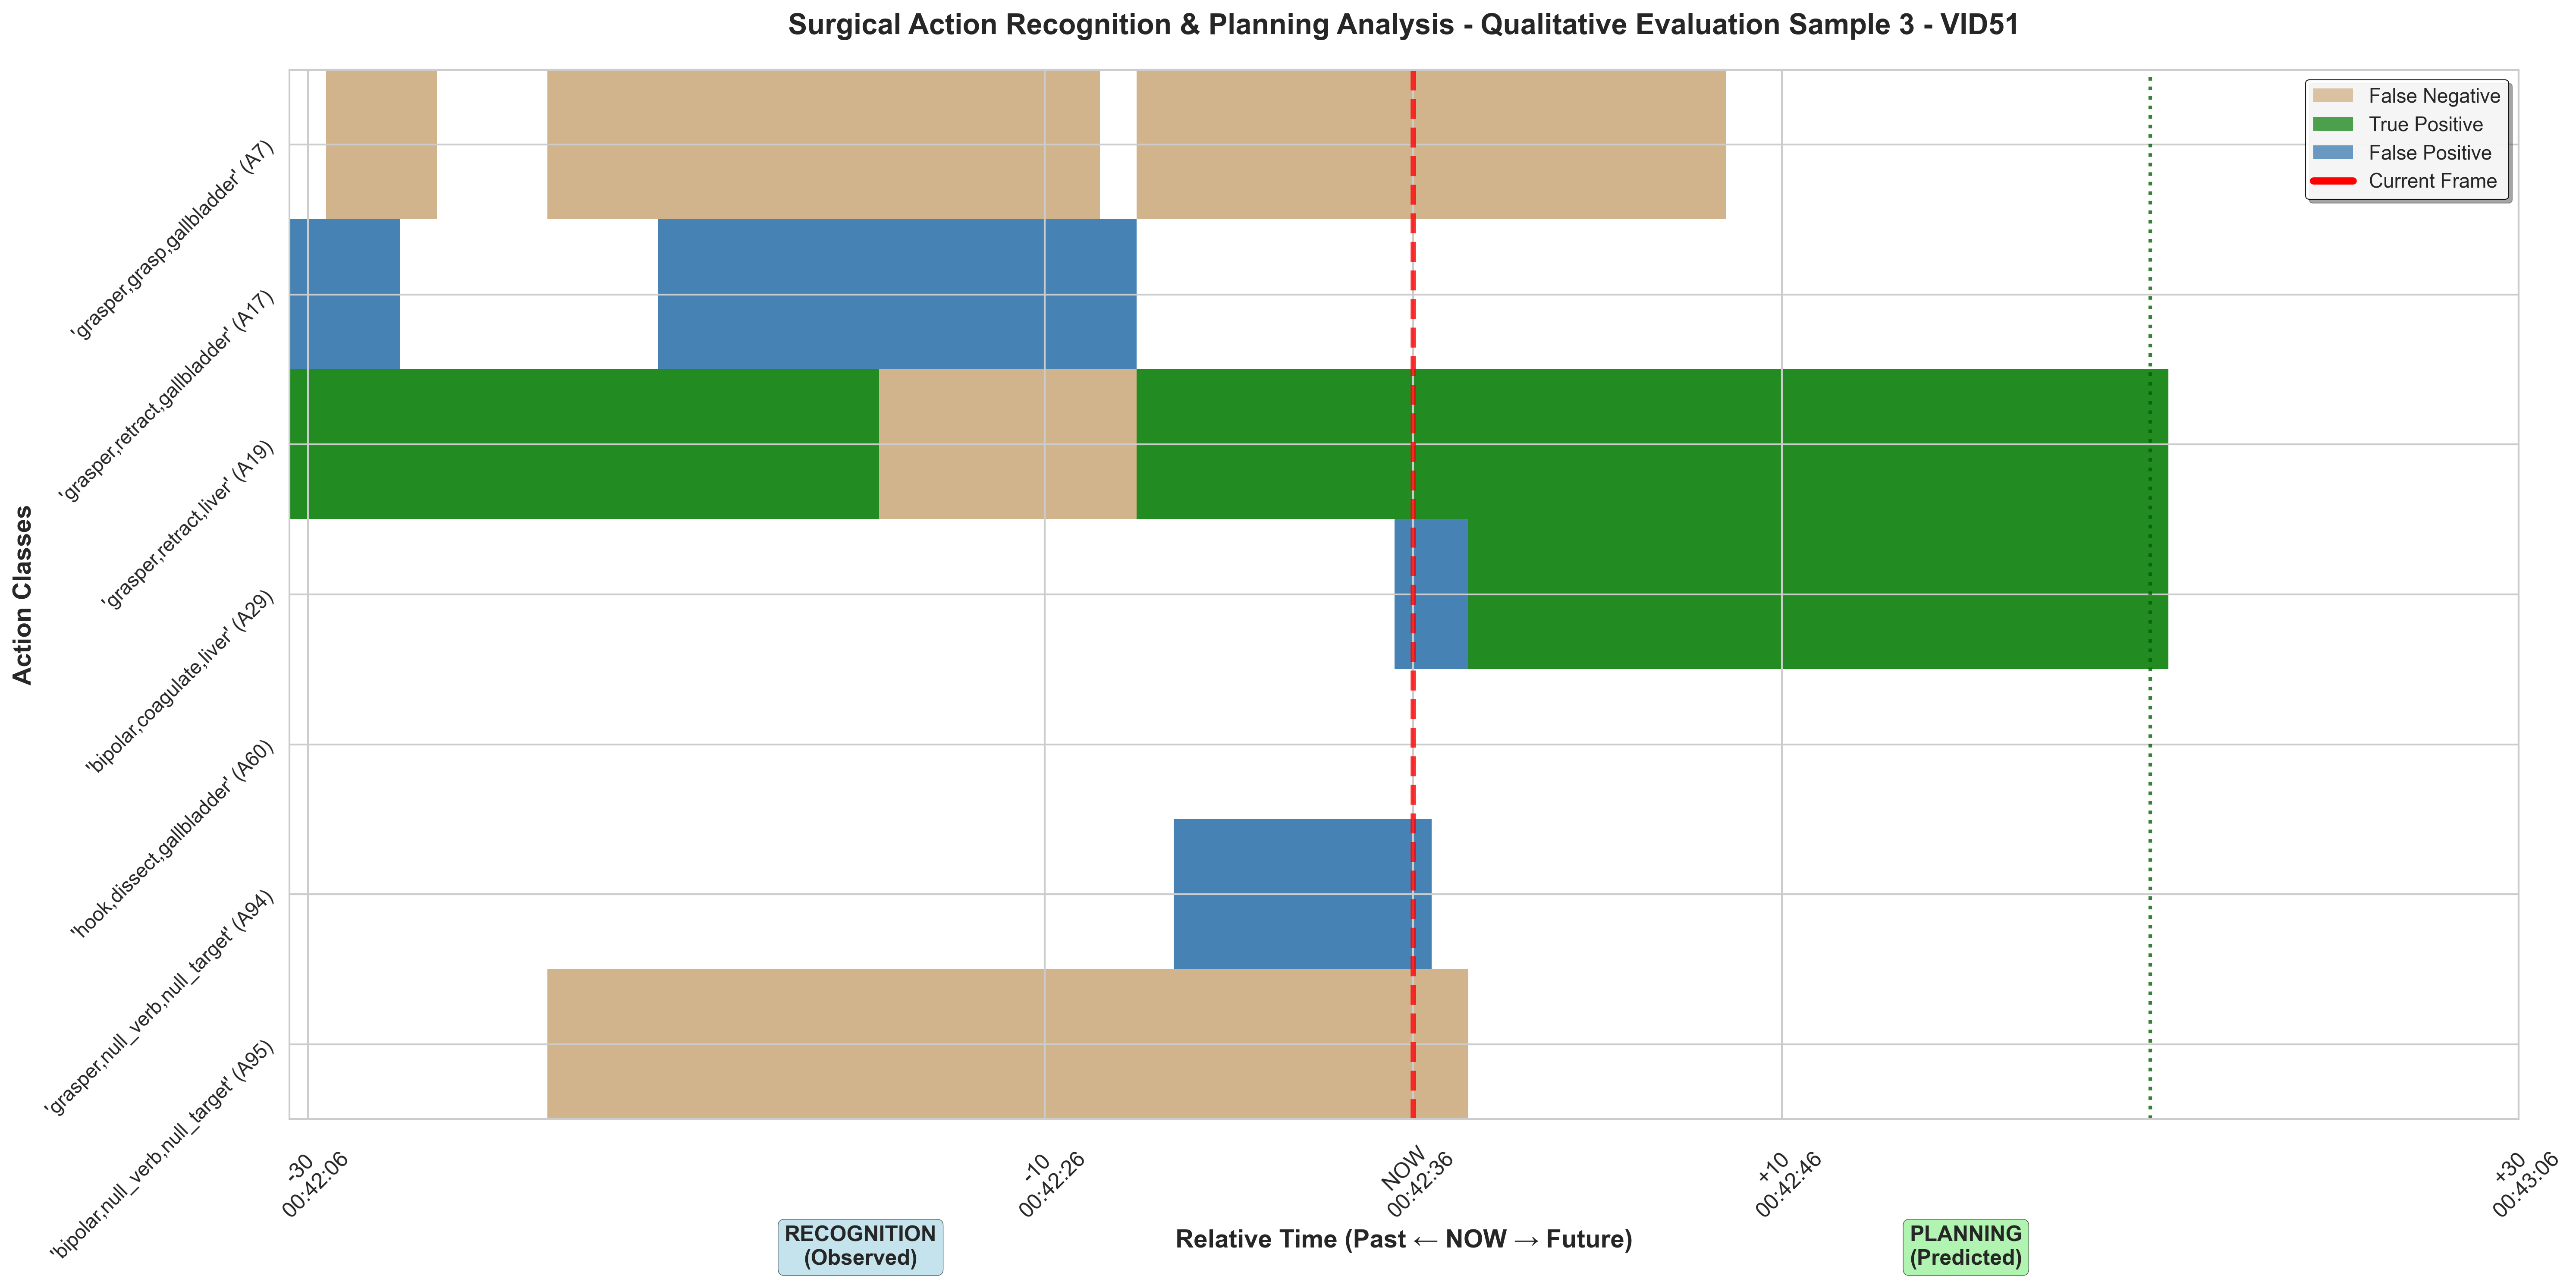 Surgical Action Recognition & Planning Analysis - Qualitative Evaluation Sample 3 - VID51
False Negative
True Positive
False Positive
Current Frame
Action Classes
'grasper,grasp,gallbladder' (A7)
'grasper,retract,gallbladder' (A17)
'grasper,retract,liver' (A19)
'bipolar,coagulate,liver' (A29)
'hook,dissect,gallbladder' (A60)
'grasper,null_verb,null_target' (A94)
'bipolar,null_verb,null_target' (A95)
-30
00:42:06
-10
00:42:26
NOW
00:42:36
+10
00:42:46
+30
00:43:06
RECOGNITION
(Observed)
Relative Time (Past ← NOW → Future)
PLANNING
(Predicted)